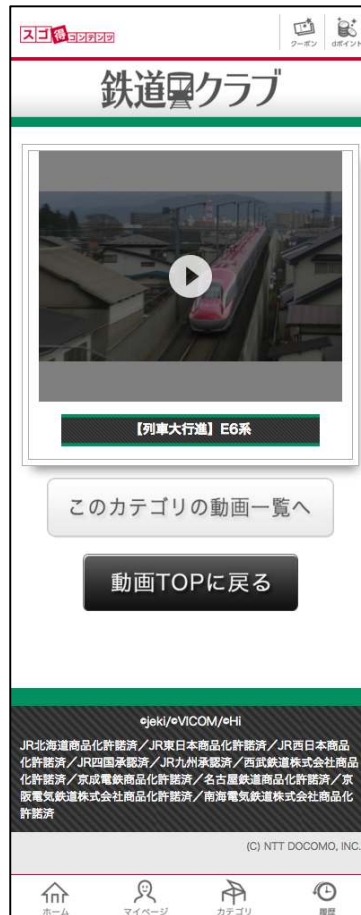 スゴ得コンテンツ
クーポン
dポイント
鉄道クラブ
【列車大行進】E6系
このカテゴリの動画一覧へ
動画TOPに戻る
©jeki/©VICOM/©Hi
JR北海道商品化許諾済／JR東日本商品化許諾済／JR西日本商品
化許諾済／JR四国承認済／JR九州承認済／西武鉄道株式会社商品
化許諾済／京成電鉄商品化許諾済／名古屋鉄道商品化許諾済／京
阪電気鉄道株式会社商品化許諾済／南海電気鉄道株式会社商品化
許諾済
(C) NTT DOCOMO, INC.
ホーム
マイページ
カテゴリ
履歴